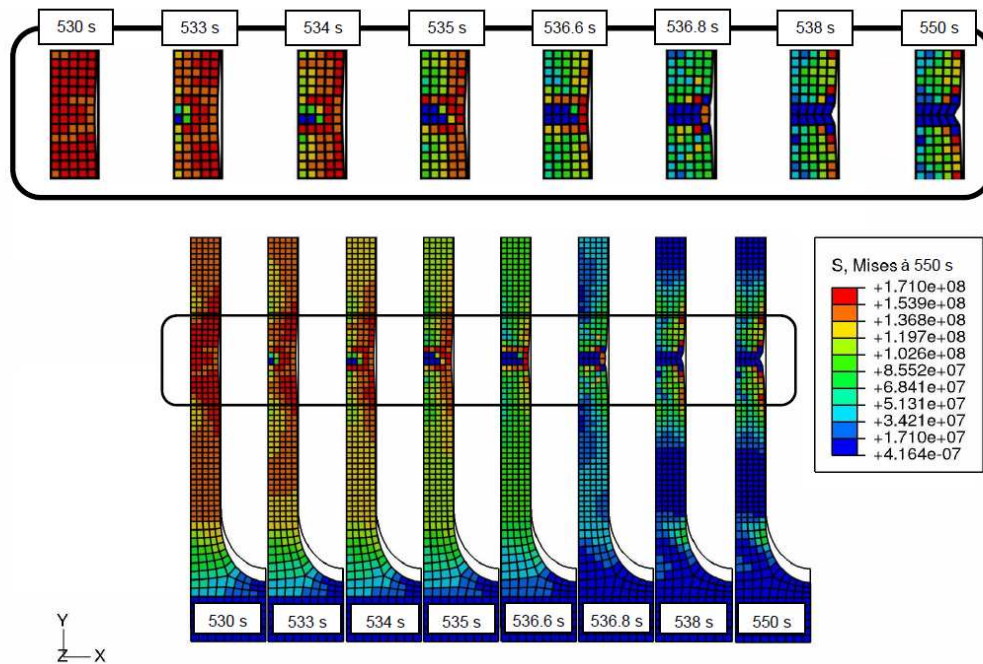 530 s 533 s 534 s 535 s 536.6 s 536.8 s 538 s 550 s
S, Mises à 550 s
+1.710e+08
+1.539e+08
+1.368e+08
+1.197e+08
+1.026e+08
+8.552e+07
+6.841e+07
+5.131e+07
+3.421e+07
+1.710e+07
+4.164e-07
530 s 533 s 534 s 535 s 536.6 s 536.8 s 538 s 550 s
Y
Z X